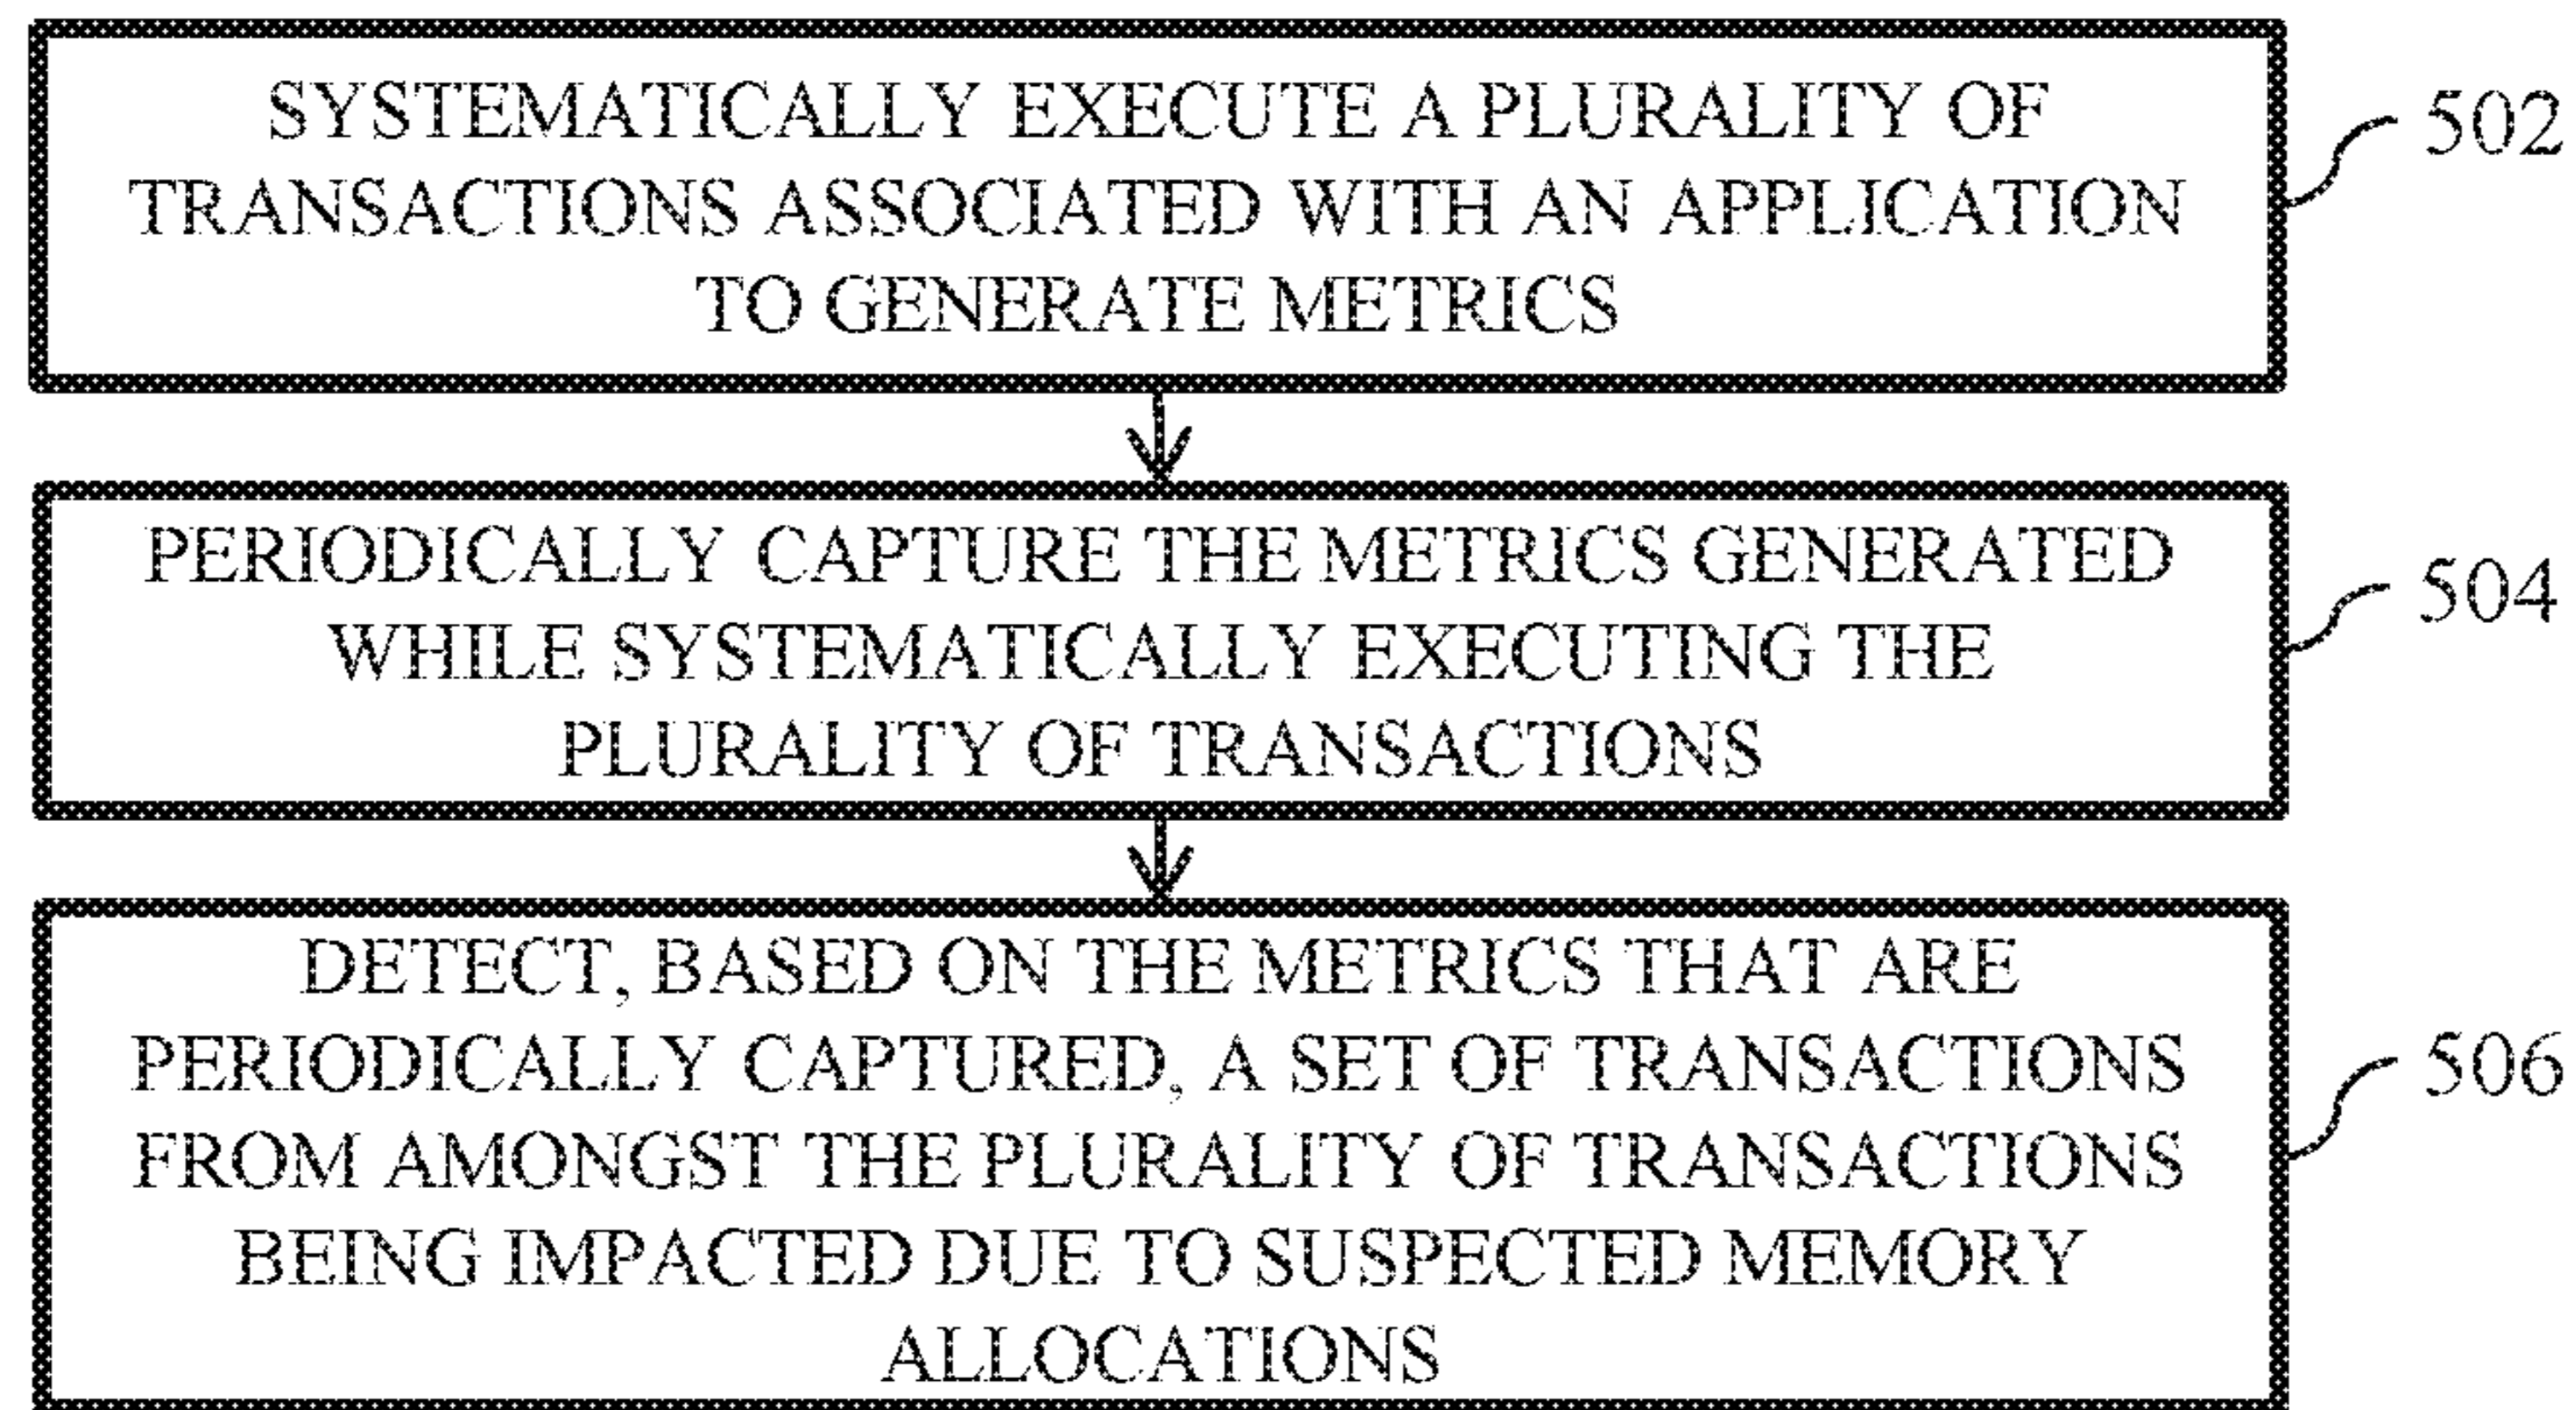 SYSTEMATICALLY EXECUTE A PLURALITY OF
TRANSACTIONS ASSOCIATED WITH AN APPLICATION
TO GENERATE METRICS
502
PERIODICALLY CAPTURE THE METRICS GENERATED
WHILE SYSTEMATICALLY EXECUTING THE
PLURALITY OF TRANSACTIONS
504
DETECT, BASED ON THE METRICS THAT ARE
PERIODICALLY CAPTURED, A SET OF TRANSACTIONS
FROM AMONGST THE PLURALITY OF TRANSACTIONS
BEING IMPACTED DUE TO SUSPECTED MEMORY
ALLOCATIONS
506